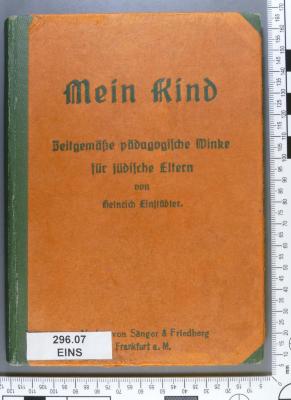 Mein Kind
Zeitgemäße pädagogische Winke
für jüdische Eltern
von
Heinrich Einstädter.
von Sänger & Friedberg
Frankfurt a. M.
296.07
EINS